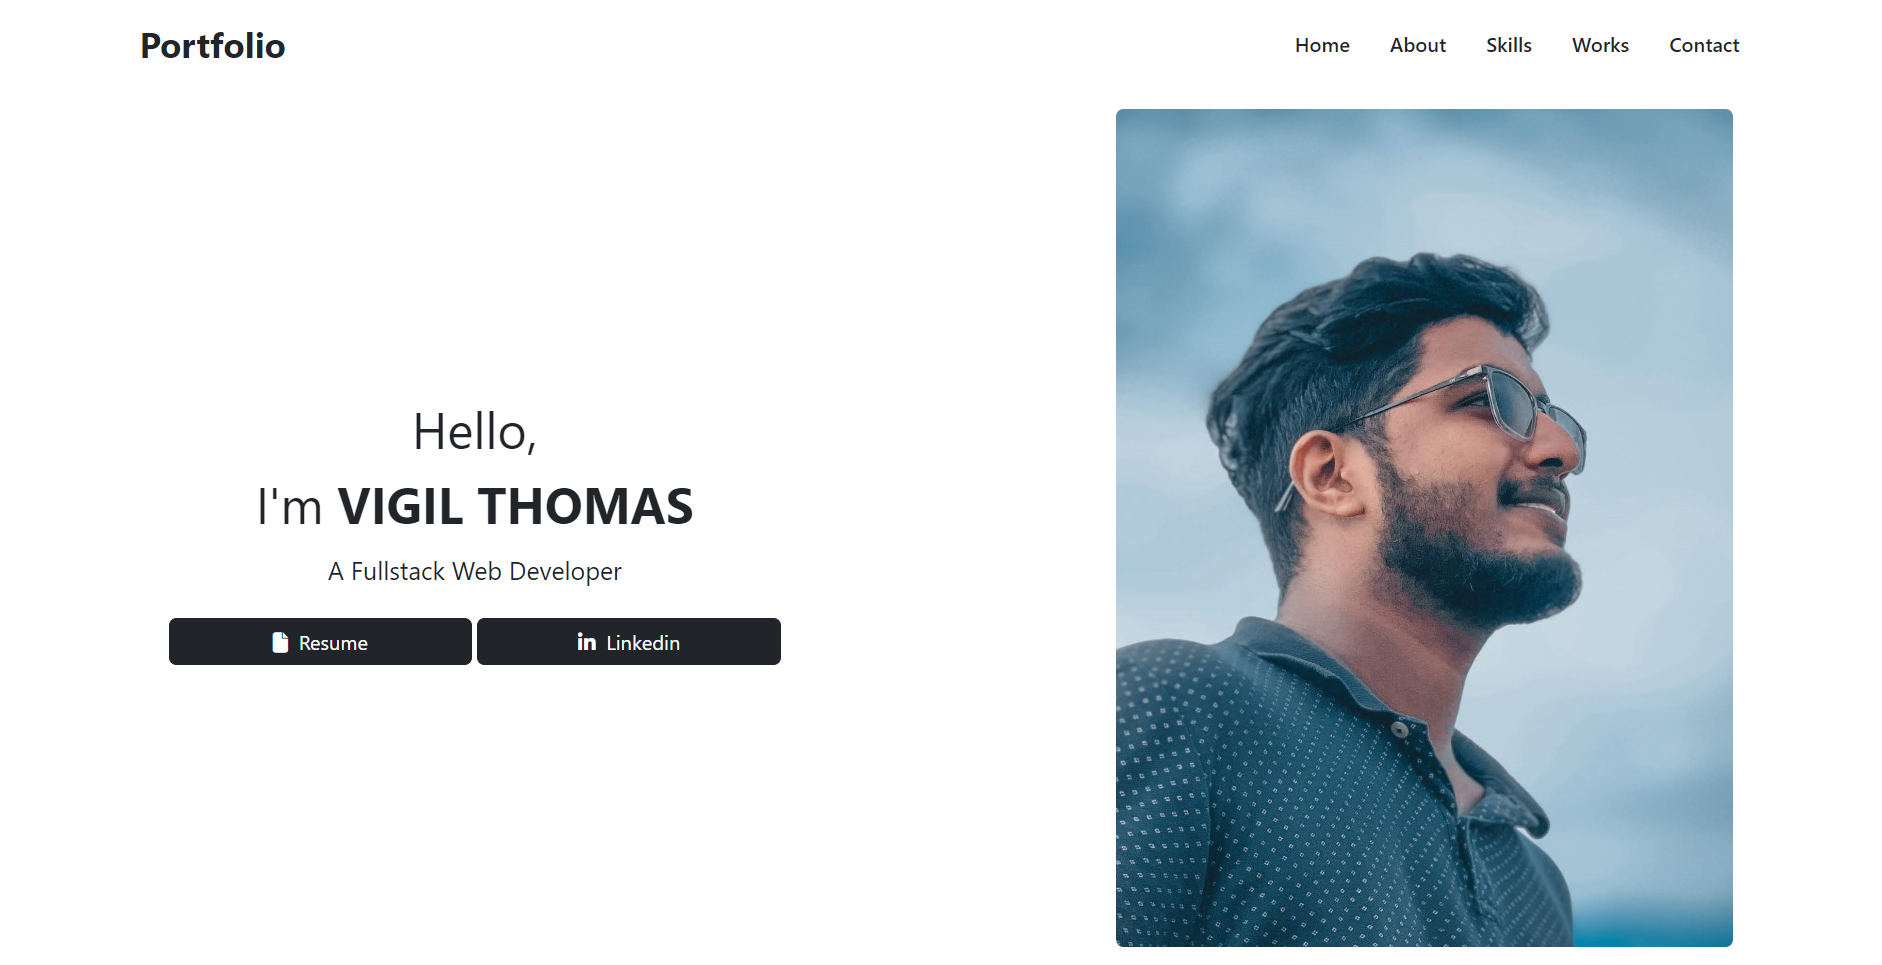 Portfolio
Home About Skills Works Contact
Hello,
I'm VIGIL THOMAS
A Fullstack Web Developer
Resume
Linkedin